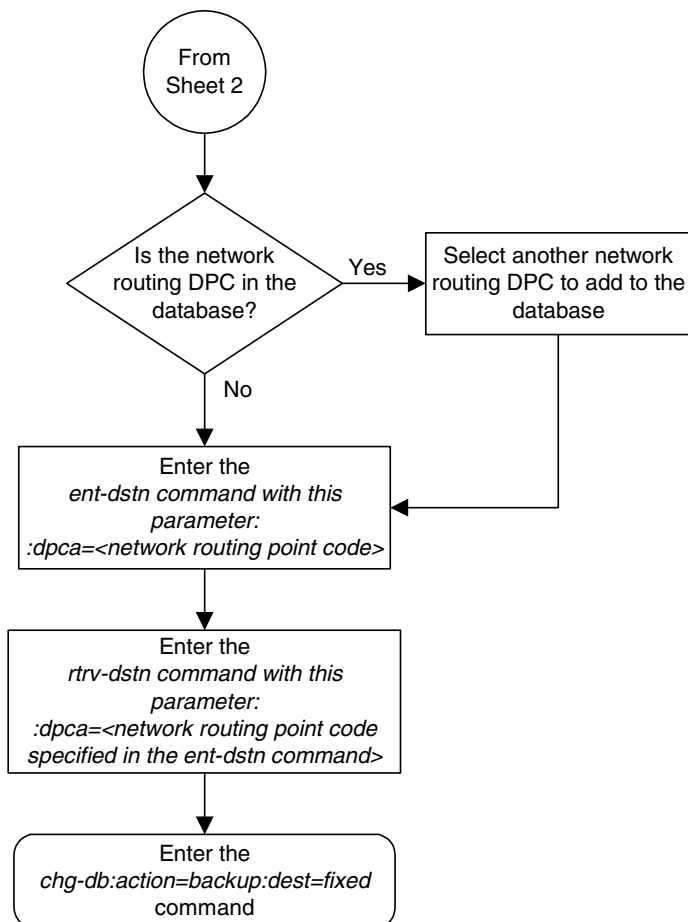 From
Sheet 2
Is the network
routing DPC in the
database?
Yes
Select another network
routing DPC to add to the
database
No
Enter the
ent-dstn command with this
parameter:
:dpca=<network routing point code>
Enter the
rtrv-dstn command with this
parameter:
:dpca=<network routing point code
specified in the ent-dstn command>
Enter the
chg-db:action=backup:dest=fixed
command